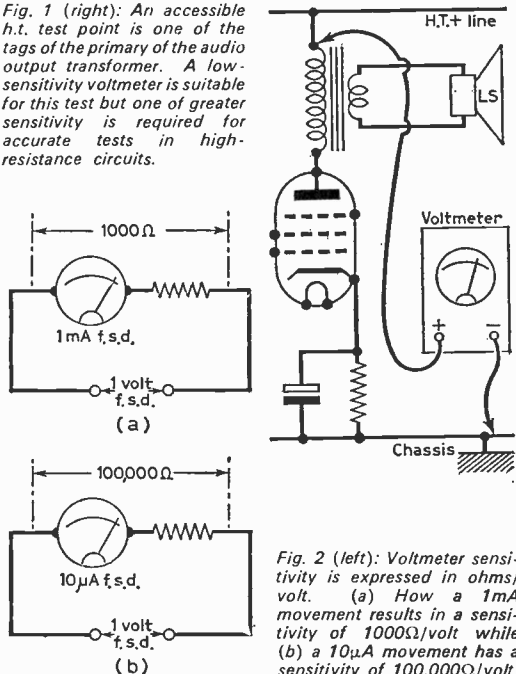 Fig. 1 (right): An accessible
h.t. test point is one of the
tags of the primary of the audio
output transformer. A low-
sensitivity voltmeter is suitable
for this test but one of greater
sensitivity is required for
accurate tests in high-
resistance circuits.
H.T.+ line
LS
Voltmeter
+ −
Chassis
1000Ω
1mA f.s.d.
1 volt
f.s.d.
(a)
100,000Ω
10µA f.s.d.
1 volt
f.s.d.
(b)
Fig. 2 (left): Voltmeter sensi-
tivity is expressed in ohms/
volt. (a) How a 1mA
movement results in a sensi-
tivity of 1000Ω/volt while
(b) a 10µA movement has a
sensitivity of 100,000Ω/volt.